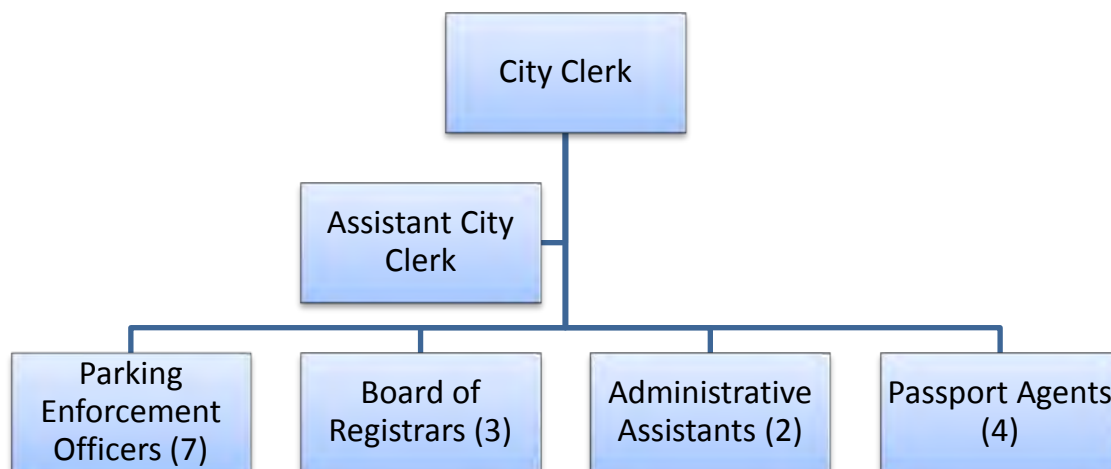 City Clerk
Assistant City
Clerk
Parking
Enforcement
Officers (7)
Board of
Registrars (3)
Administrative
Assistants (2)
Passport Agents
(4)